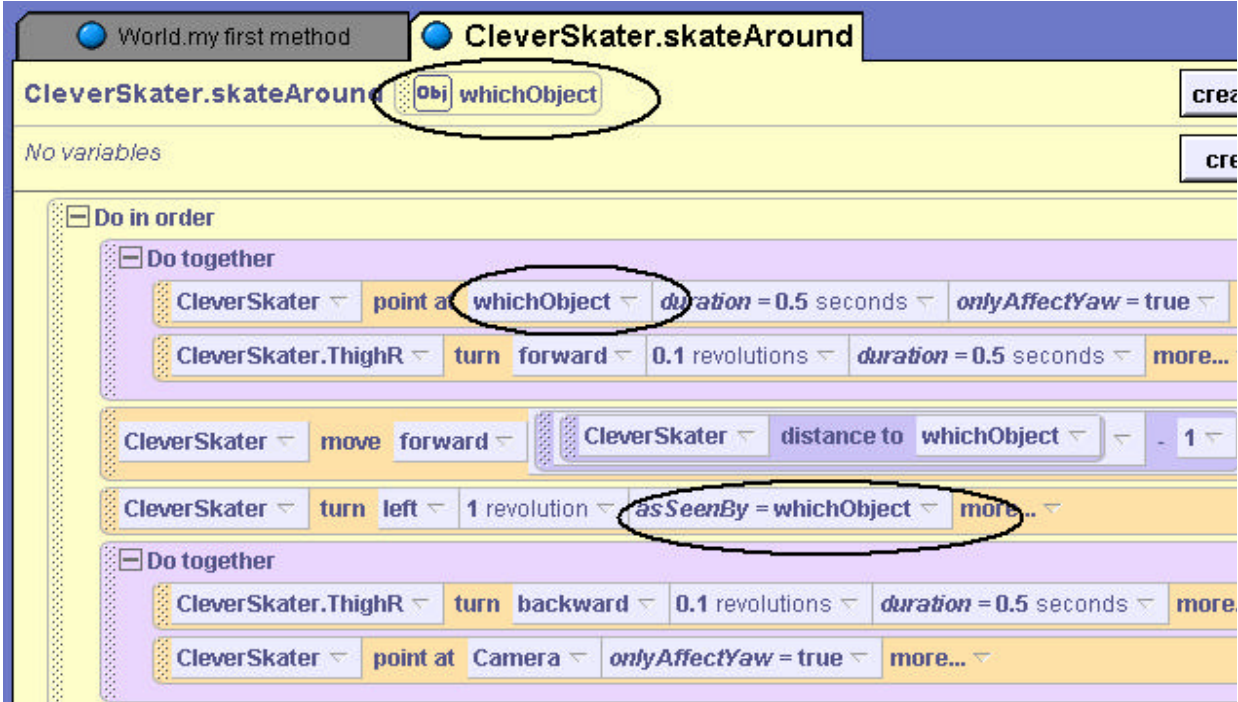 World.my first method
CleverSkater.skateAround
CleverSkater.skateAround Obj whichObject
crea
No variables
cre
Do in order
Do together
CleverSkater point at whichObject duration = 0.5 seconds onlyAffectYaw = true
CleverSkater.ThighR turn forward 0.1 revolutions duration = 0.5 seconds more...
CleverSkater move forward CleverSkater distance to whichObject - 1
CleverSkater turn left 1 revolution asSeenBy = whichObject more...
Do together
CleverSkater.ThighR turn backward 0.1 revolutions duration = 0.5 seconds more.
CleverSkater point at Camera onlyAffectYaw = true more...